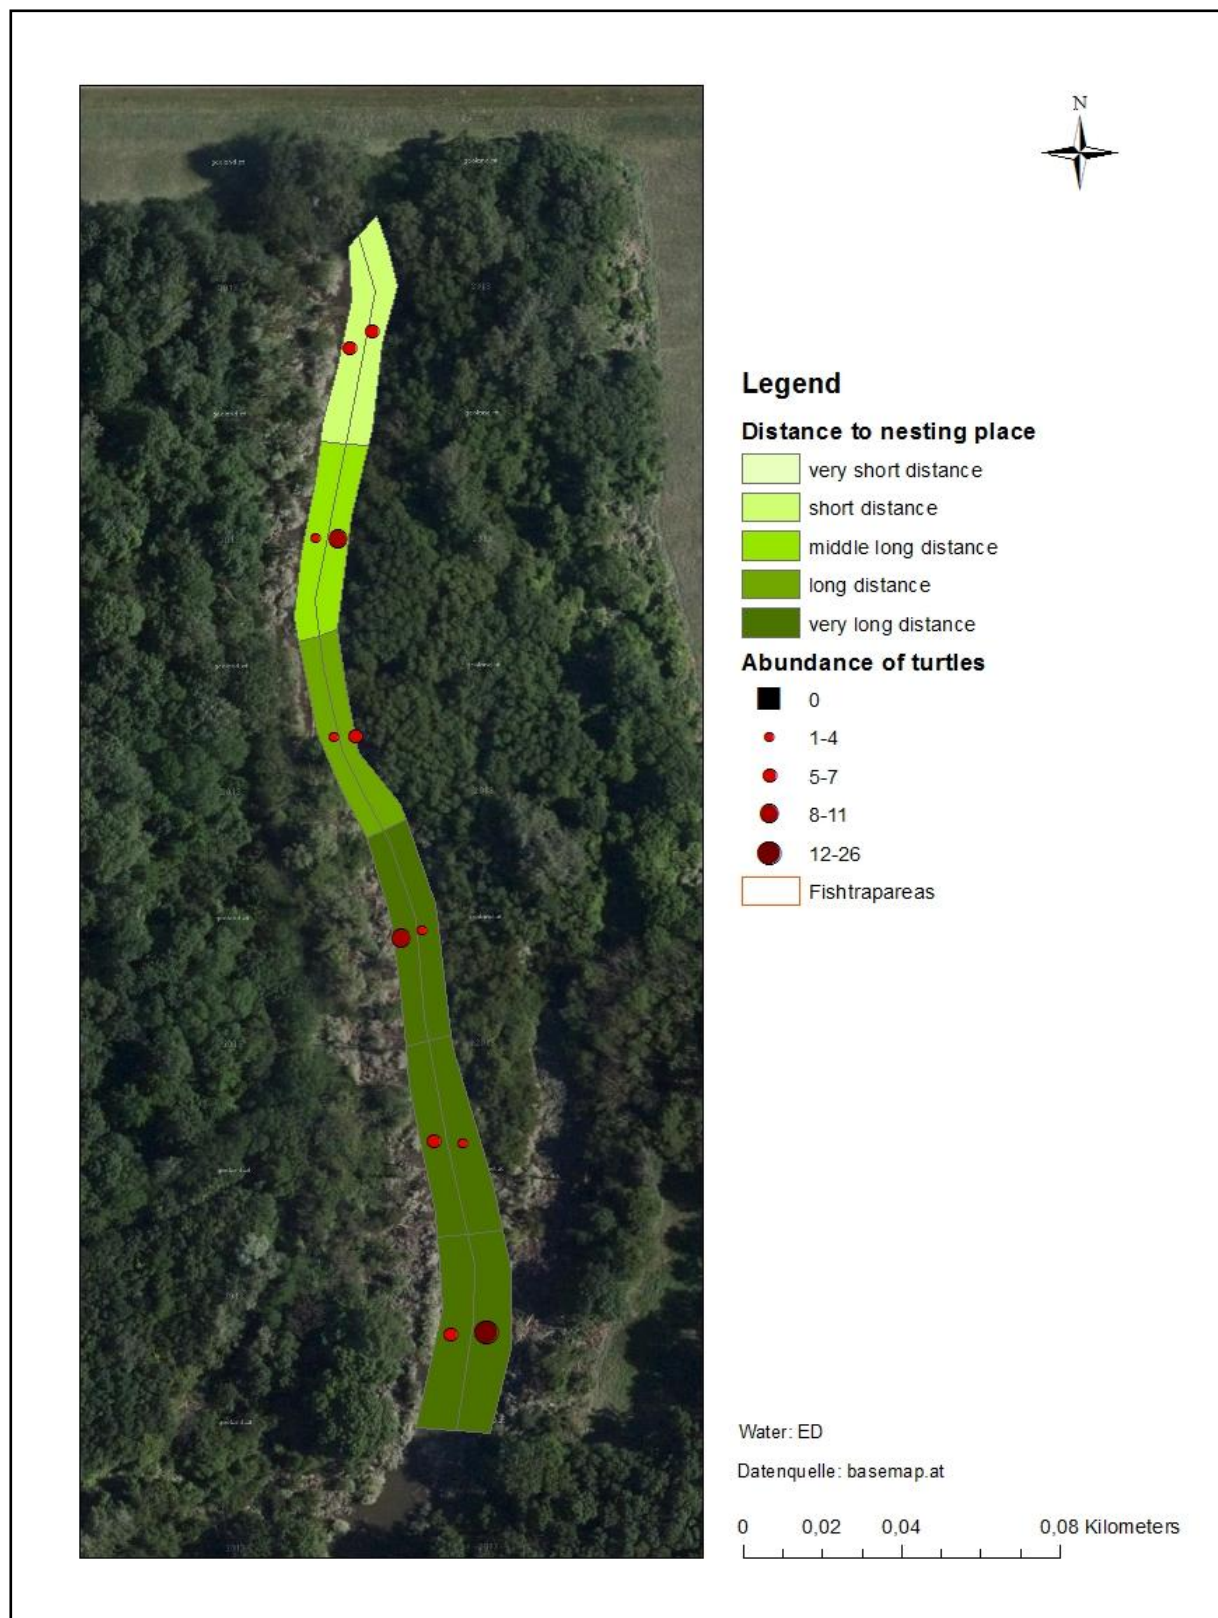 N
Legend
Distance to nesting place
very short distance
short distance
middle long distance
long distance
very long distance
Abundance of turtles
0
1-4
5-7
8-11
12-26
Fishtrapareas
Water: ED
Datenquelle: basemap.at
0 0,02 0,04 0,08 Kilometers